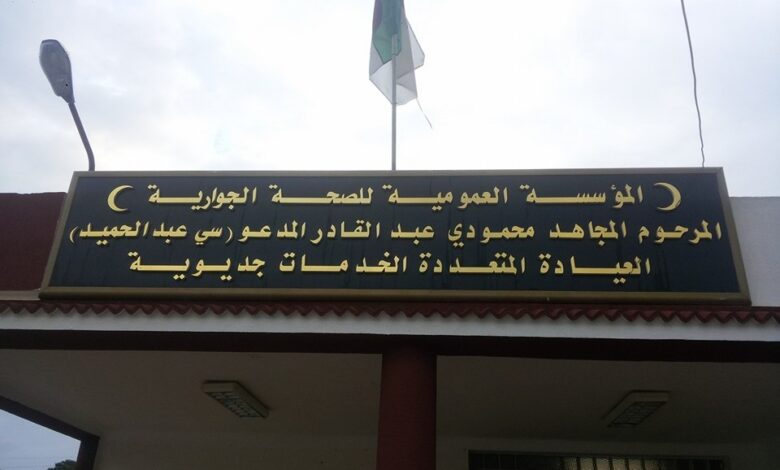 المؤسسة العمومية للصحة الجوارية
المرحوم المجاهد محمودي عبد القادر المدعو (سي عبد الحميد)
العيادة المتعددة الخدمات جديوية